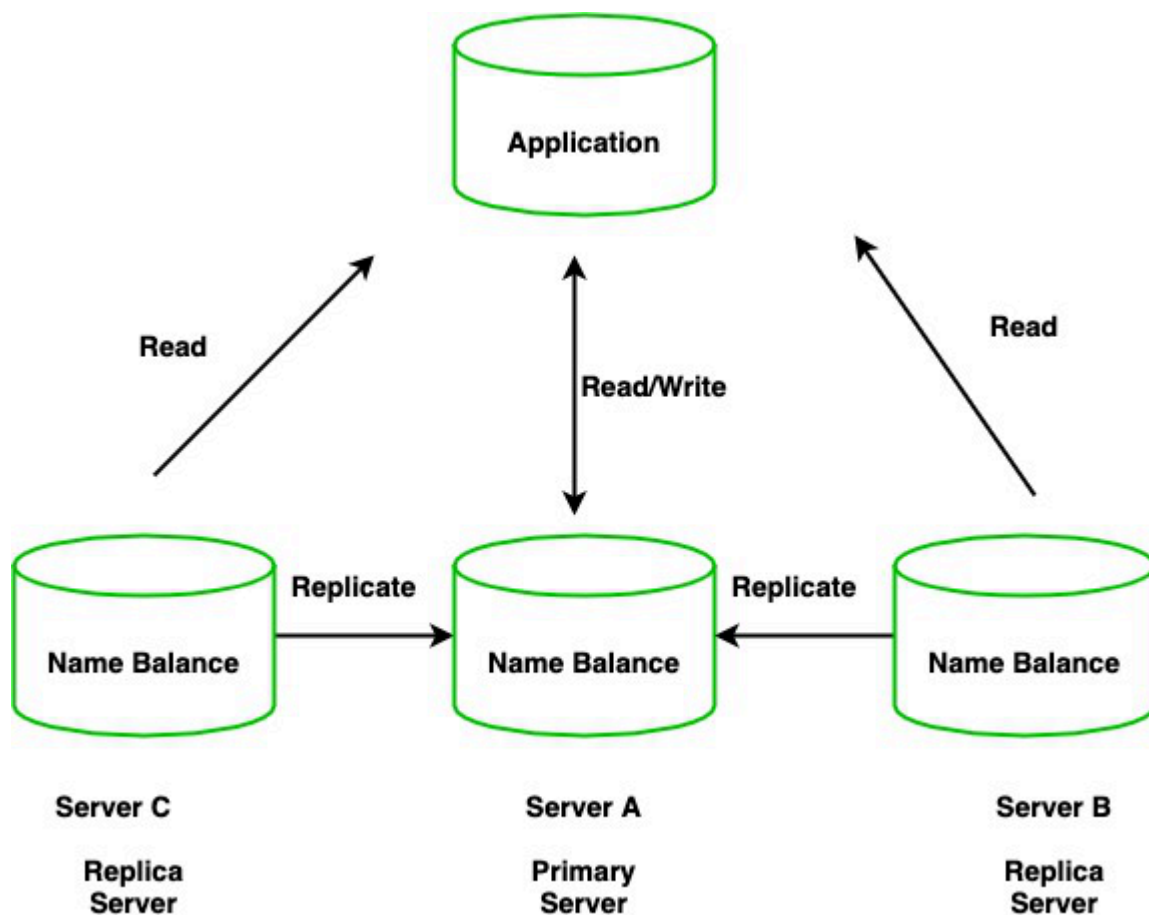 Application
Read
Read
Read/Write
Replicate
Replicate
Name Balance
Name Balance
Name Balance
Server C
Server A
Server B
Replica
Server
Primary
Server
Replica
Server